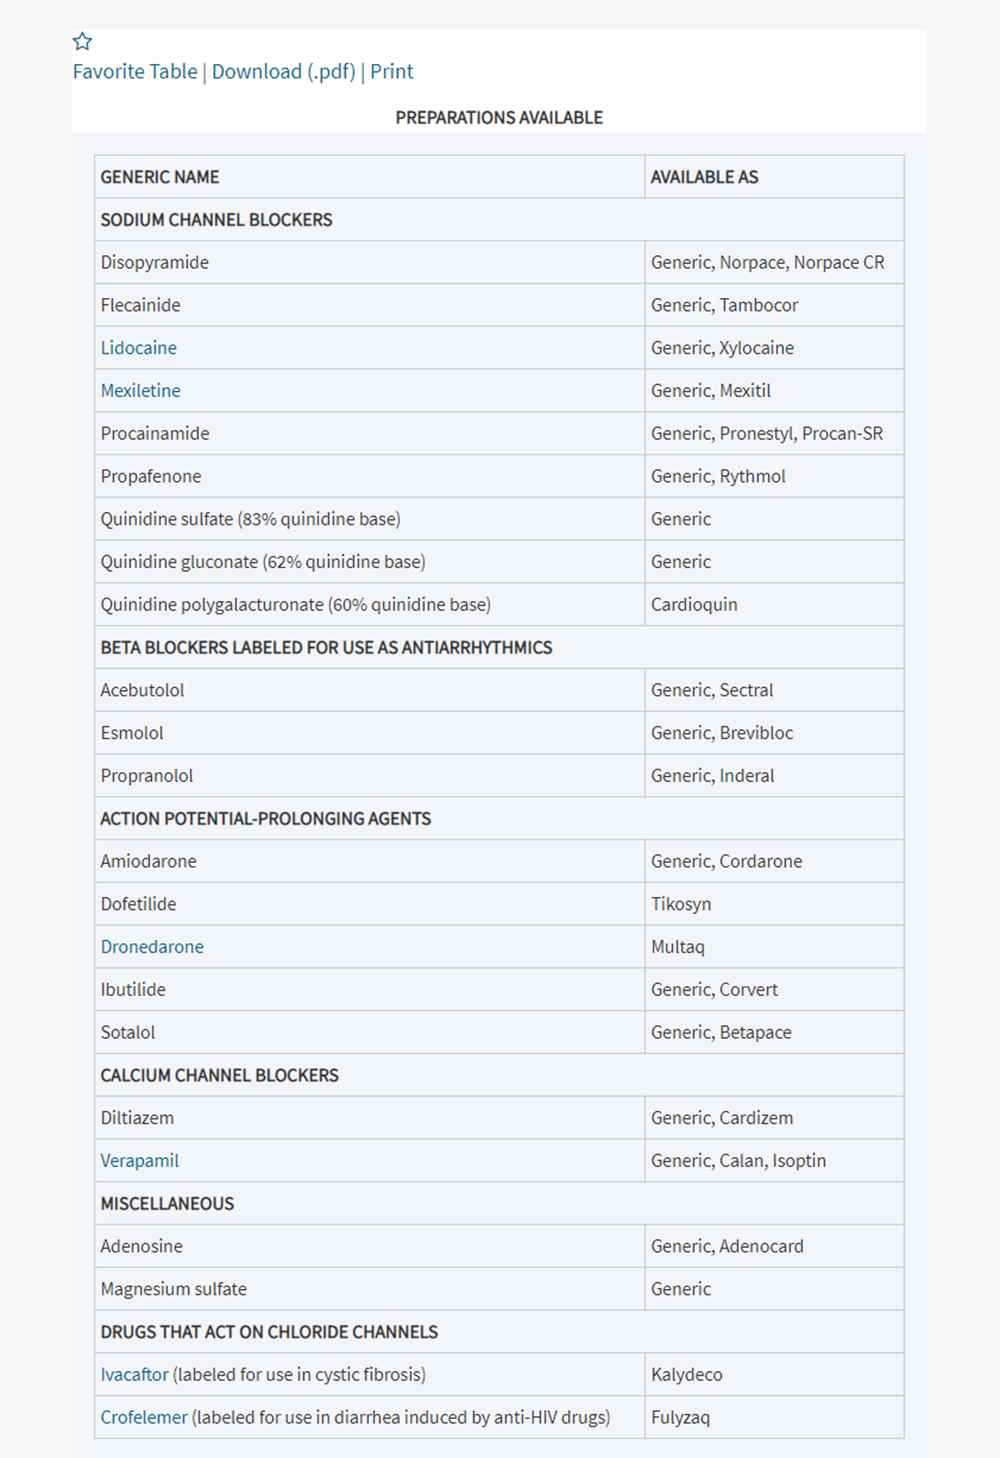 Favorite Table | Download (.pdf) | Print
PREPARATIONS AVAILABLE
GENERIC NAME AVAILABLE AS
SODIUM CHANNEL BLOCKERS
Disopyramide Generic, Norpace, Norpace CR
Flecainide Generic, Tambocor
Lidocaine Generic, Xylocaine
Mexiletine Generic, Mexitil
Procainamide Generic, Pronestyl, Procan-SR
Propafenone Generic, Rythmol
Quinidine sulfate (83% quinidine base) Generic
Quinidine gluconate (62% quinidine base) Generic
Quinidine polygalacturonate (60% quinidine base) Cardioquin
BETA BLOCKERS LABELED FOR USE AS ANTIARRHYTHMICS
Acebutolol Generic, Sectral
Esmolol Generic, Brevibloc
Propranolol Generic, Inderal
ACTION POTENTIAL-PROLONGING AGENTS
Amiodarone Generic, Cordarone
Dofetilide Tikosyn
Dronedarone Multaq
Ibutilide Generic, Corvert
Sotalol Generic, Betapace
CALCIUM CHANNEL BLOCKERS
Diltiazem Generic, Cardizem
Verapamil Generic, Calan, Isoptin
MISCELLANEOUS
Adenosine Generic, Adenocard
Magnesium sulfate Generic
DRUGS THAT ACT ON CHLORIDE CHANNELS
Ivacaftor (labeled for use in cystic fibrosis) Kalydeco
Crofelemer (labeled for use in diarrhea induced by anti-HIV drugs) Fulyzaq